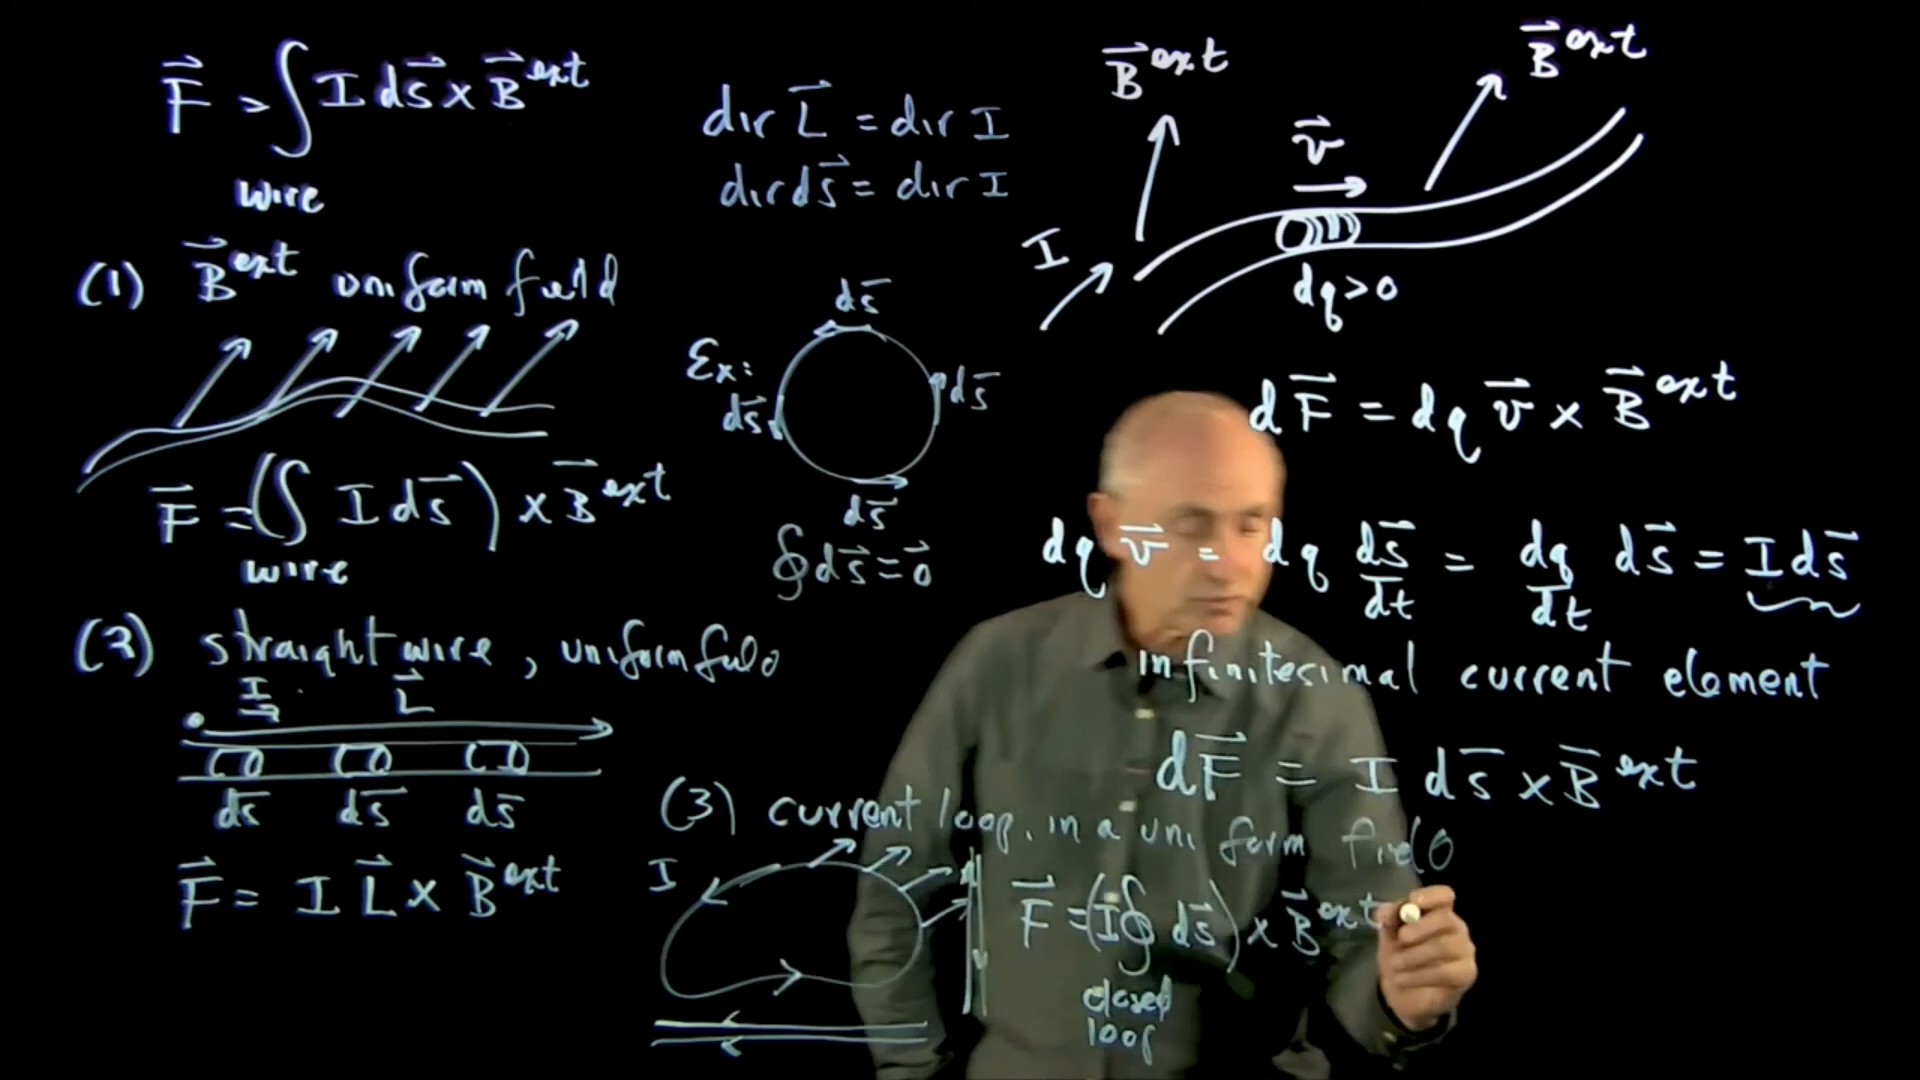 F⃗ = ∫ I ds⃗ × B⃗^ext
wire
(1) B⃗^ext uniform field
F⃗ = (∫ I ds⃗) × B⃗^ext
wire
(2) straight wire, uniform field
I L⃗
ds⃗ ds⃗ ds⃗
F⃗ = I L⃗ × B⃗^ext
dir L⃗ = dir I
dir ds⃗ = dir I
Ex:
ds⃗
ds⃗
ds⃗
ds⃗
∮ ds⃗ = 0⃗
(3) current loop in a uniform field
I
F⃗ = (I ∮ ds⃗) × B⃗^ext
closed
loop
B⃗^ext
B⃗^ext
v⃗
I
dq > 0
dF⃗ = dq v⃗ × B⃗^ext
dq v⃗ = dq ds⃗/dt = dq/dt ds⃗ = I ds⃗
infinitesimal current element
dF⃗ = I ds⃗ × B⃗^ext